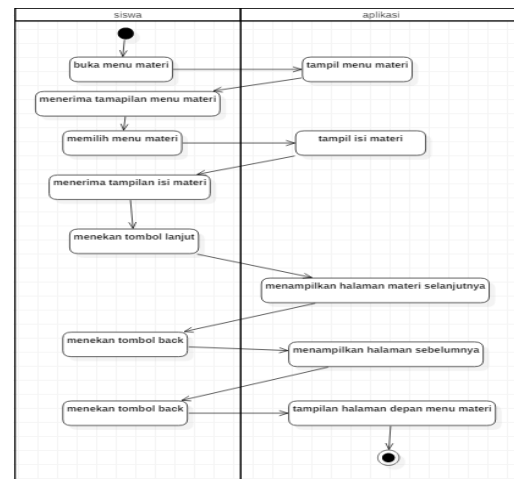 siswa
aplikasi
buka menu materi
tampil menu materi
menerima tamapilan menu materi
memilih menu materi
tampil isi materi
menerima tampilan isi materi
menekan tombol lanjut
menampilkan halaman materi selanjutnya
menekan tombol back
menampilkan halaman sebelumnya
menekan tombol back
tampilan halaman depan menu materi